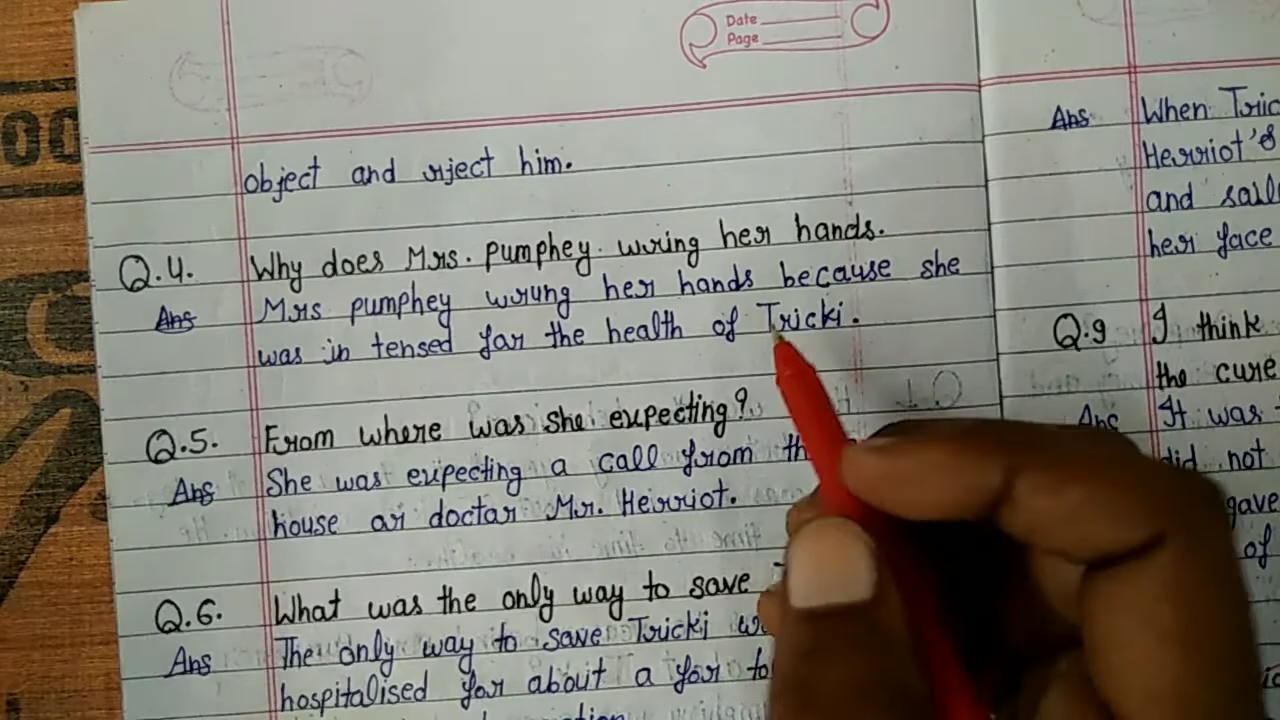 Date
Page
object and reject him.
Q.4. Why does Mrs. pumphey wring her hands.
Ans Mrs pumphey wrung her hands because she
was in tensed for the health of Tricki.
Q.5. From where was she expecting?
Ans She was expecting a call from th
house or doctor Mr. Herriot.
Q.6. What was the only way to save
Ans The only way to save Tricki
hospitalised for about a for to
Ans When Tric
Herriot's
and sail
her face
Q.9 I think
the cure
Ans It was
did not
gave
of
00